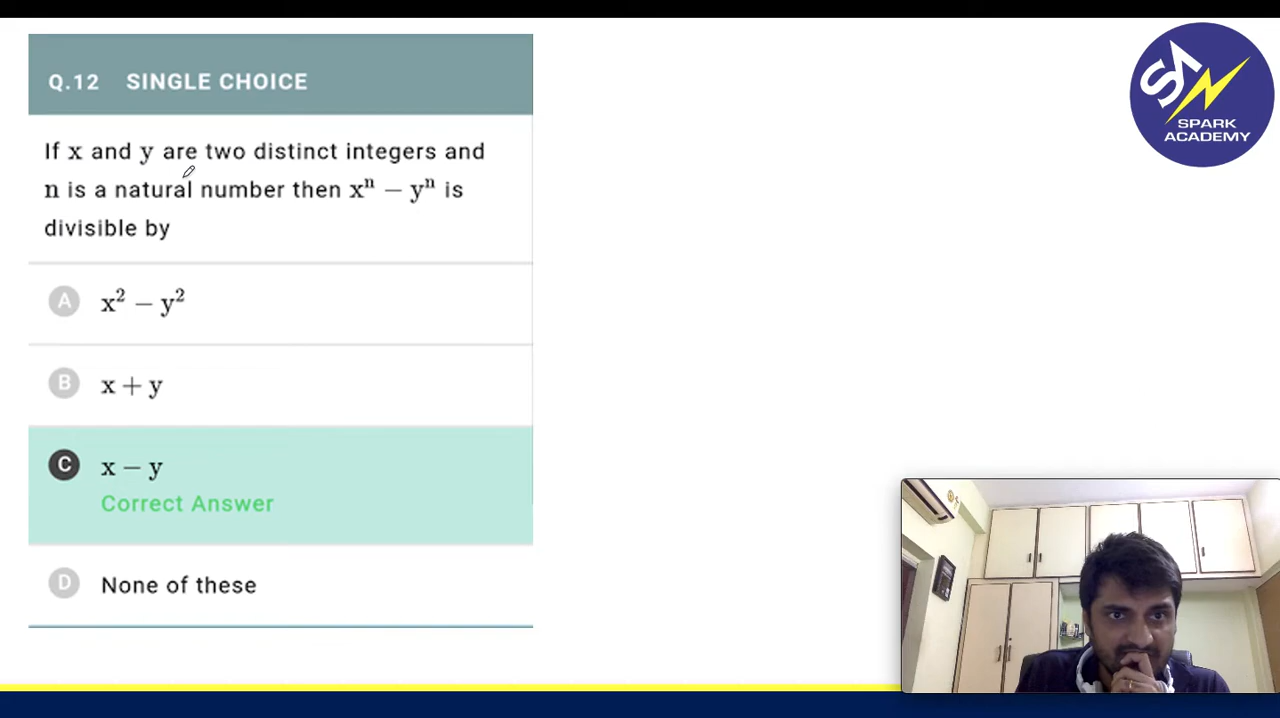 Q.12 SINGLE CHOICE
If x and y are two distinct integers and
n is a natural number then xⁿ − yⁿ is
divisible by
A x² − y²
B x + y
C x − y
Correct Answer
D None of these
SPARK
ACADEMY